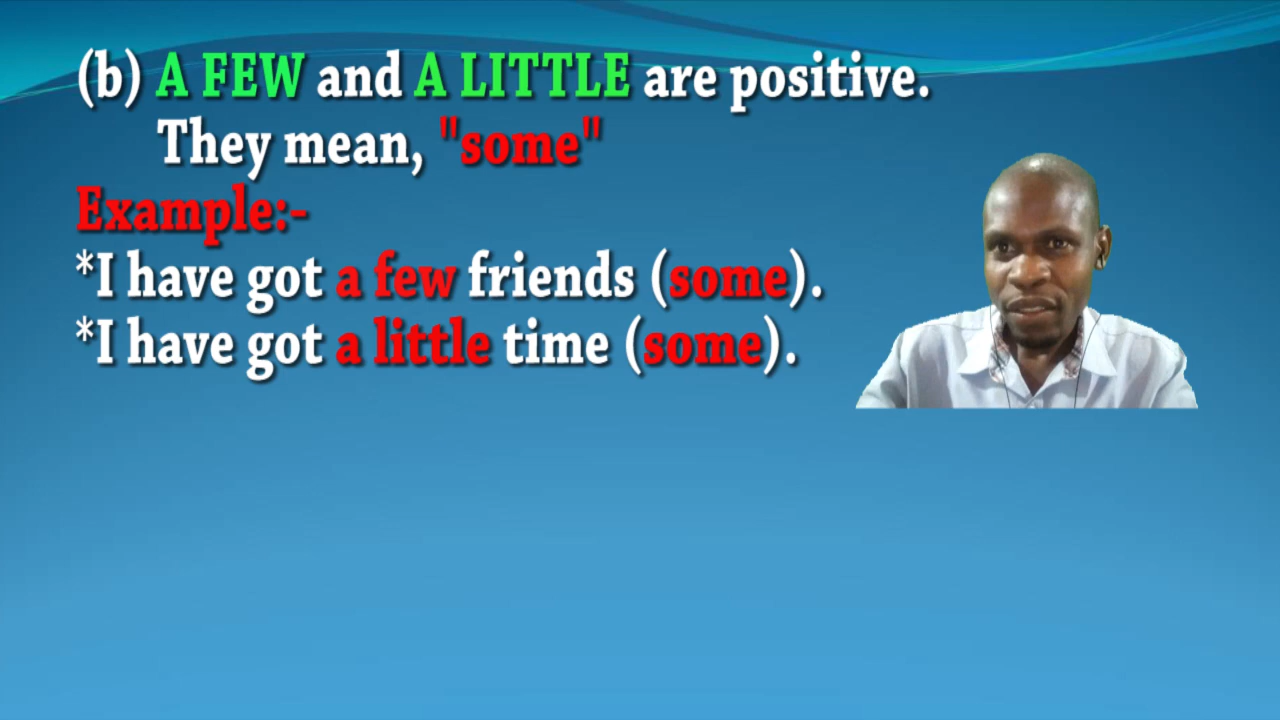 (b) A FEW and A LITTLE are positive.
They mean, "some"
Example:-
*I have got a few friends (some).
*I have got a little time (some).